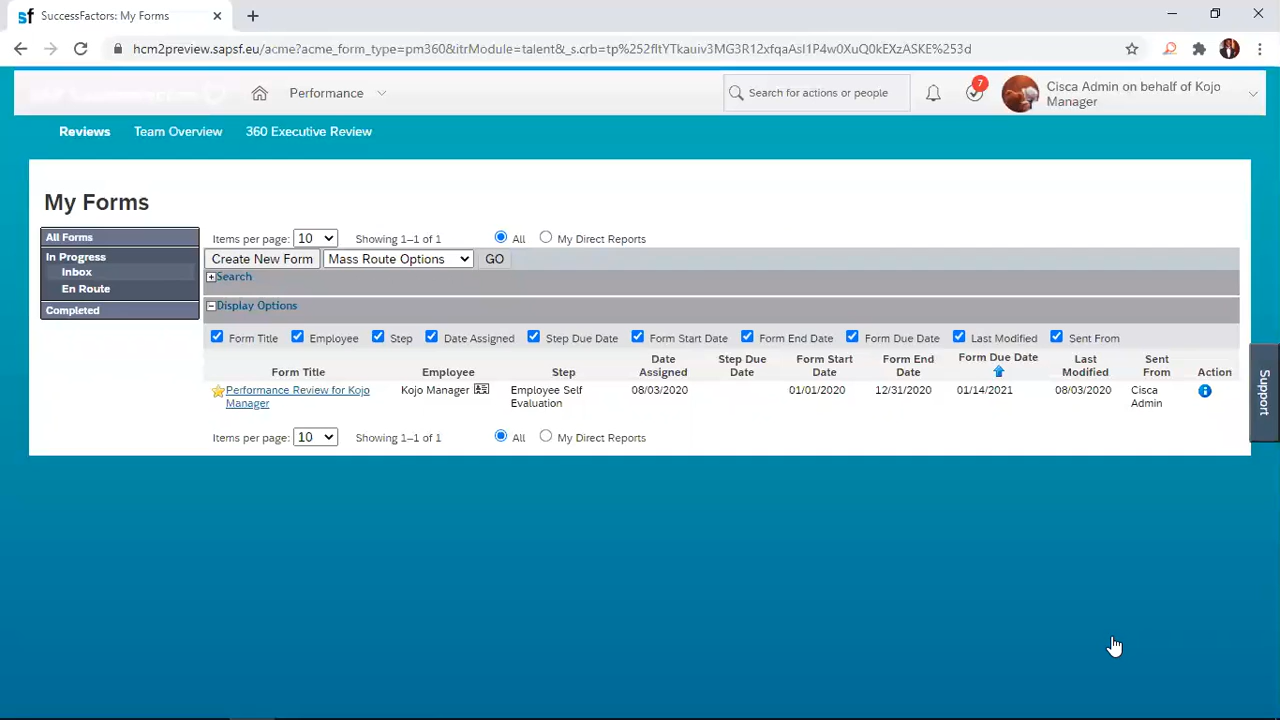 SuccessFactors: My Forms
hcm2preview.sapsf.eu/acme?acme_form_type=pm360&itrModule=talent&_s.crb=tp%252fltYTkauiv3MG3R12xfqaAsI1P4w0XuQ0kEXzASKE%253d
Performance
Search for actions or people
7
Cisca Admin on behalf of Kojo
Manager
Reviews Team Overview 360 Executive Review
My Forms
All Forms
In Progress
Inbox
En Route
Completed
Items per page: 10 Showing 1–1 of 1 All My Direct Reports
Create New Form Mass Route Options GO
Search
Display Options
Form Title Employee Step Date Assigned Step Due Date Form Start Date Form End Date Form Due Date Last Modified Sent From
Form Title Employee Step Date Assigned Step Due Date Form Start Date Form End Date Form Due Date Last Modified Sent From Action
Performance Review for Kojo Manager Kojo Manager Employee Self Evaluation 08/03/2020 01/01/2020 12/31/2020 01/14/2021 08/03/2020 Cisca Admin
Items per page: 10 Showing 1–1 of 1 All My Direct Reports
Support